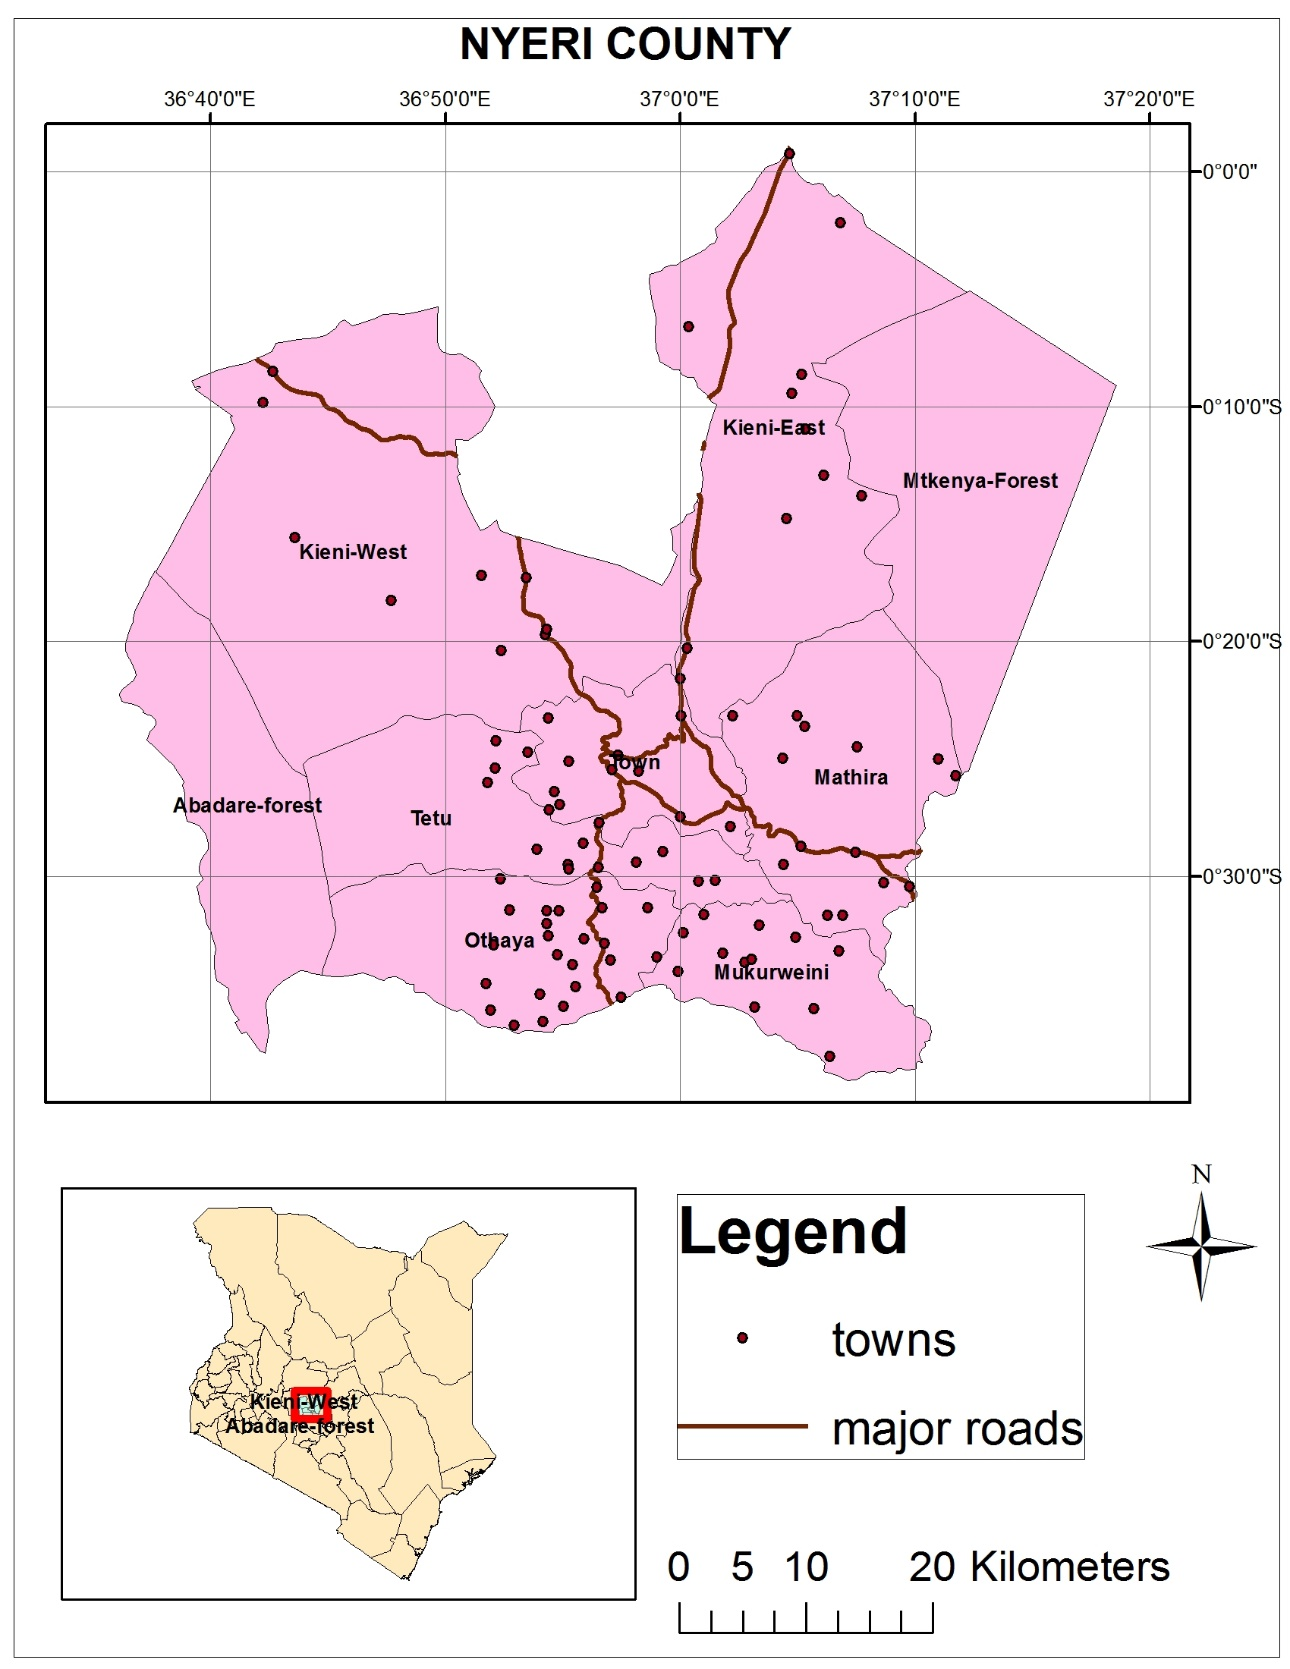 NYERI COUNTY
36°40'0"E 36°50'0"E 37°0'0"E 37°10'0"E 37°20'0"E
0°0'0"
0°10'0"S
Kieni-East
Mtkenya-Forest
Kieni-West
0°20'0"S
Town
Mathira
Abadare-forest
Tetu
0°30'0"S
Othaya
Mukurweini
N
Legend
towns
major roads
Kieni-West
Abadare-forest
0 5 10 20 Kilometers